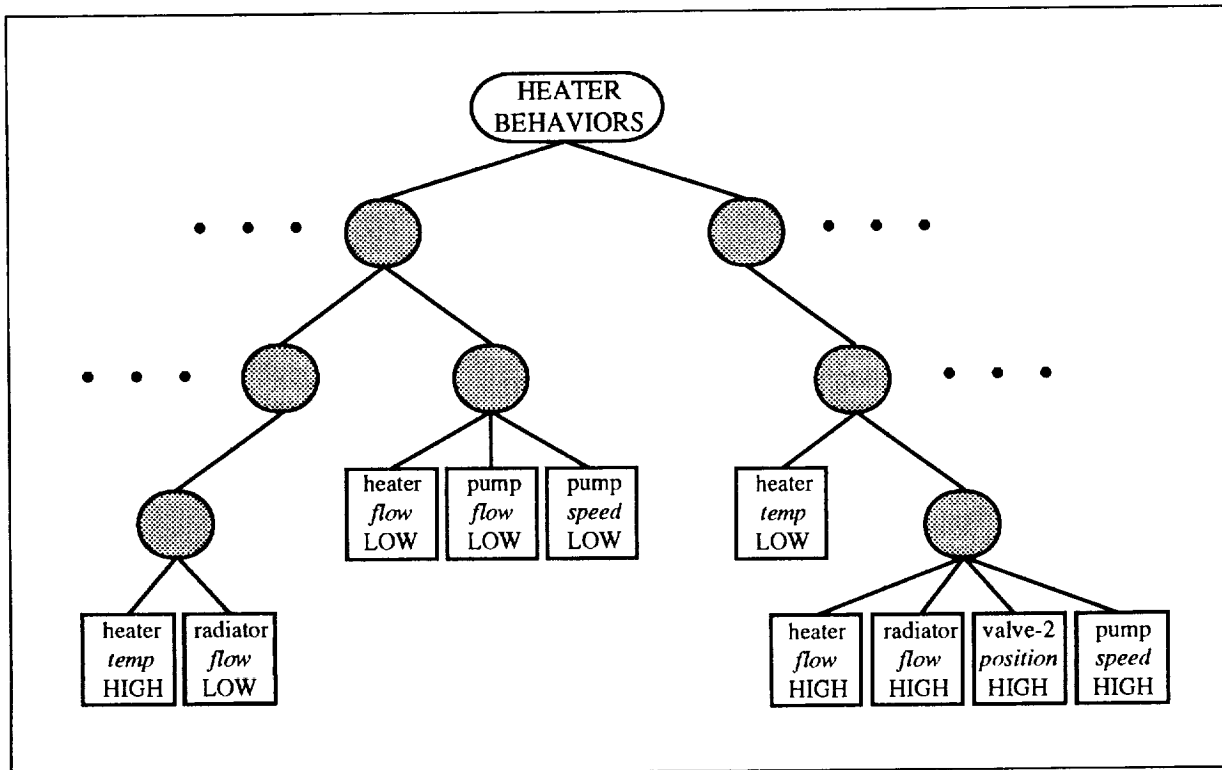 HEATER
BEHAVIORS
heater
flow
LOW
pump
flow
LOW
pump
speed
LOW
heater
temp
LOW
heater
temp
HIGH
radiator
flow
LOW
heater
flow
HIGH
radiator
flow
HIGH
valve-2
position
HIGH
pump
speed
HIGH